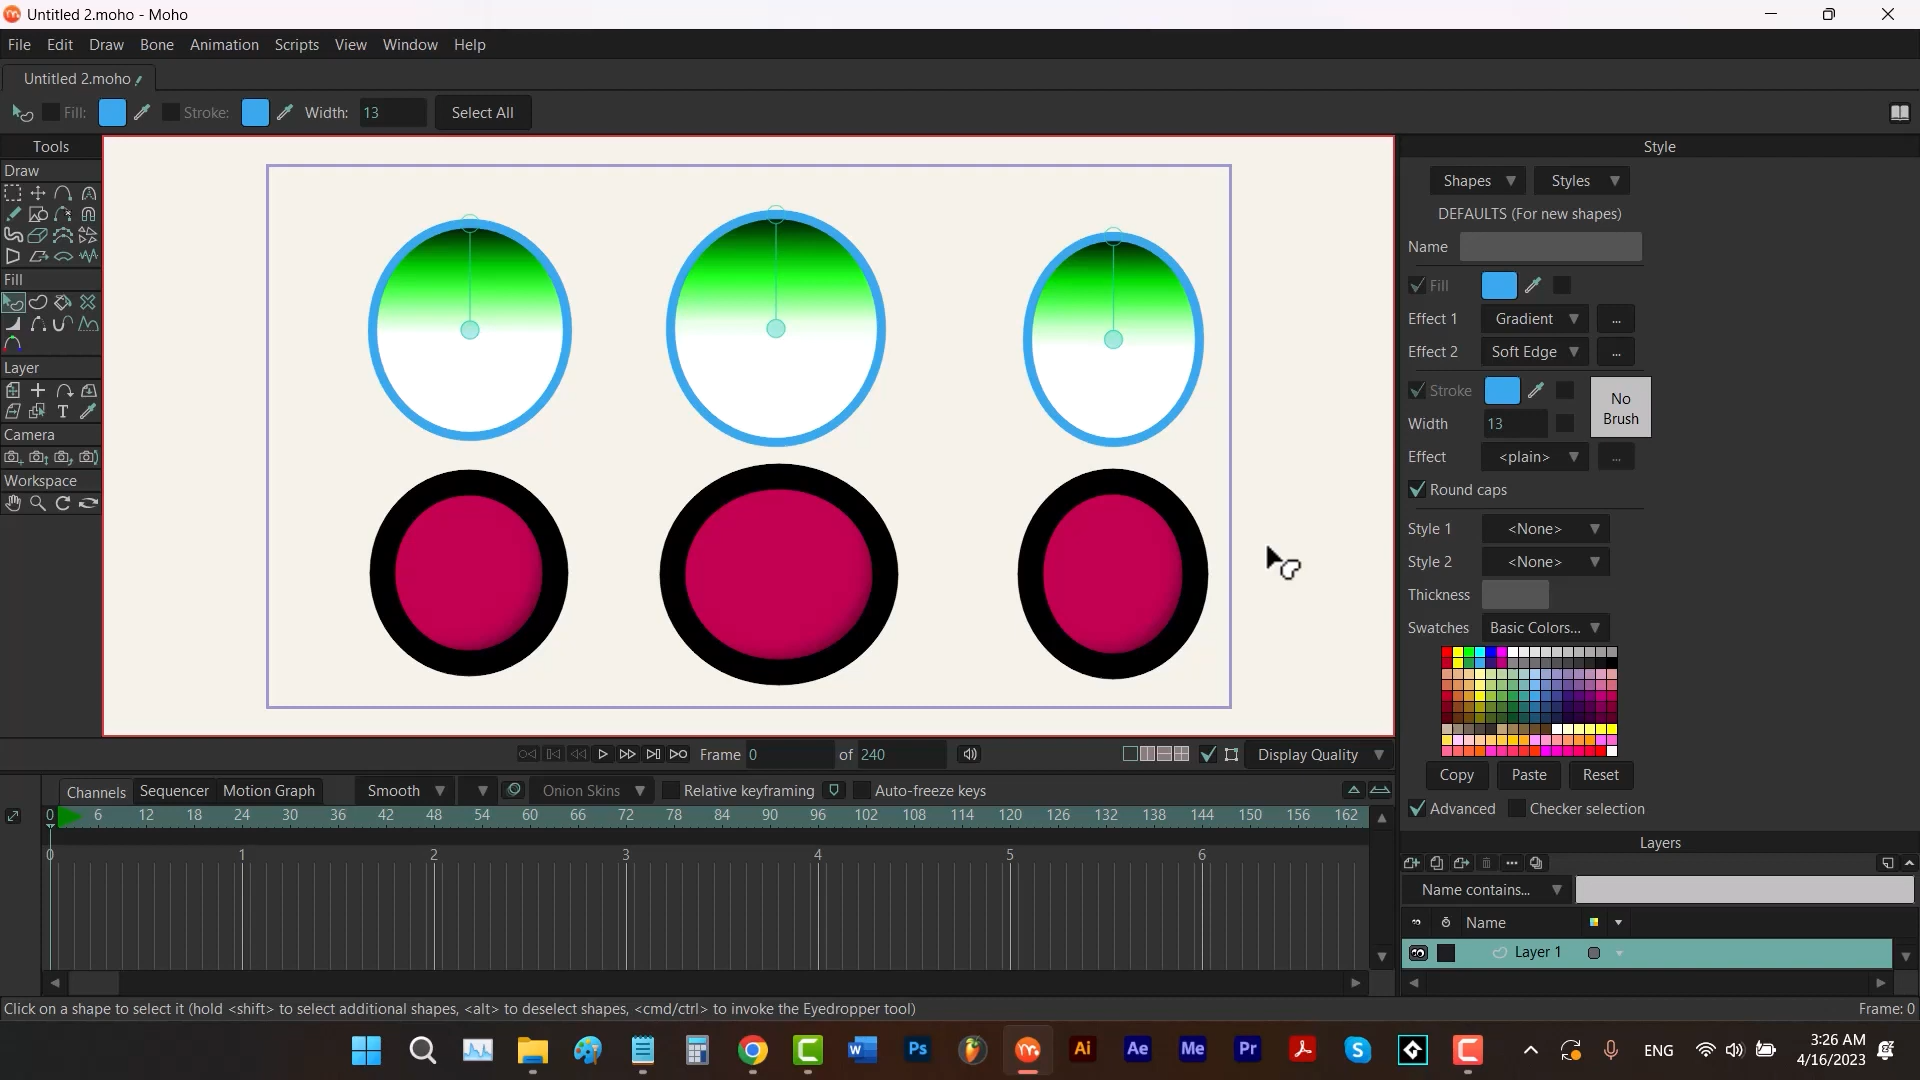 Untitled 2.moho - Moho
File Edit Draw Bone Animation Scripts View Window Help
Untitled 2.moho
Fill: Stroke: Width: 13 Select All
Tools
Draw
Fill
Layer
Camera
Workspace
Style
Shapes Styles
DEFAULTS (For new shapes)
Name
Fill
Effect 1 Gradient ...
Effect 2 Soft Edge ...
Stroke
No
Brush
Width 13
Effect <plain> ...
Round caps
Style 1 <None>
Style 2 <None>
Thickness
Swatches Basic Colors...
Copy Paste Reset
Advanced Checker selection
Frame 0 of 240 Display Quality
Channels Sequencer Motion Graph Smooth Onion Skins Relative keyframing Auto-freeze keys
0 6 12 18 24 30 36 42 48 54 60 66 72 78 84 90 96 102 108 114 120 126 132 138 144 150 156 162
0 1 2 3 4 5 6
Layers
Name contains...
Name
Layer 1
Click on a shape to select it (hold <shift> to select additional shapes, <alt> to deselect shapes, <cmd/ctrl> to invoke the Eyedropper tool) Frame: 0
Ps Ai Ae Me Pr ENG 3:26 AM
4/16/2023